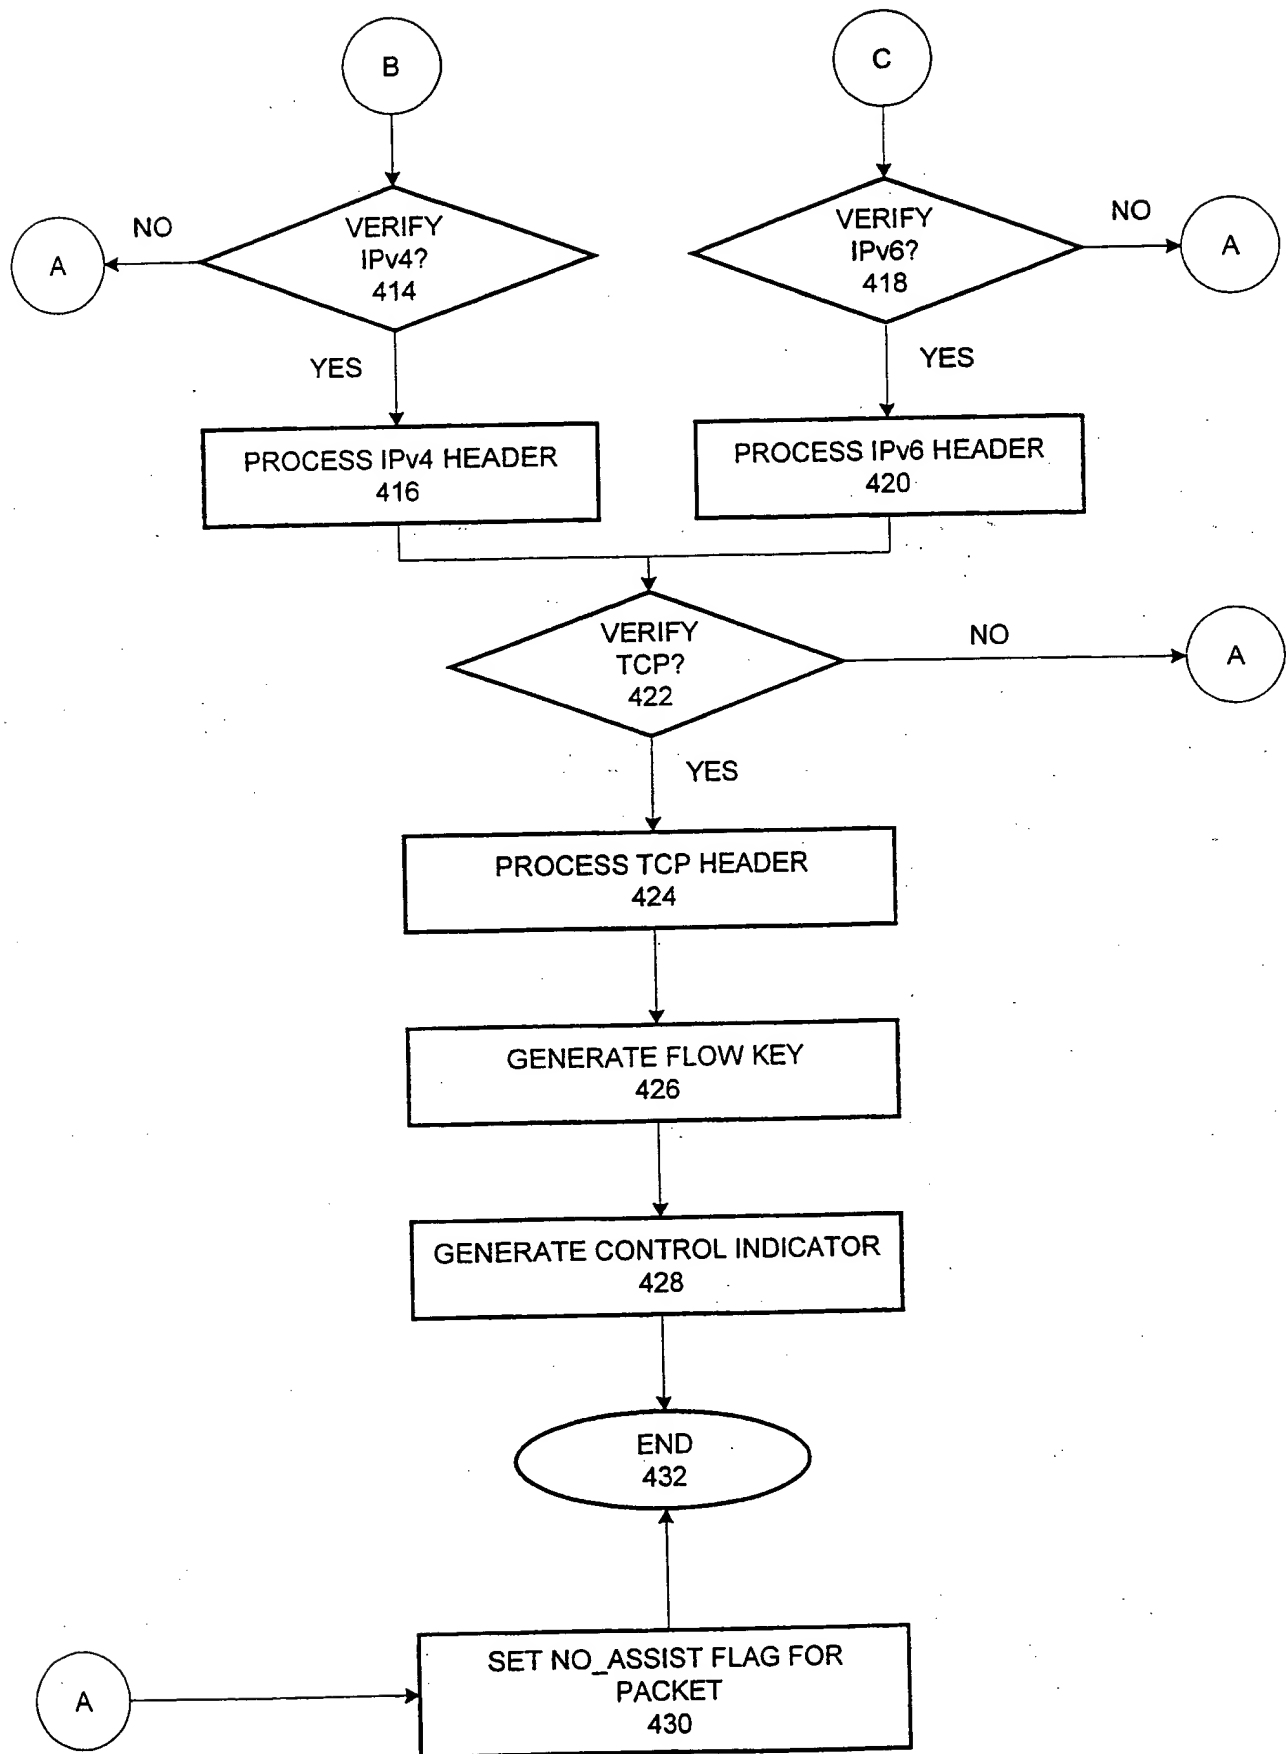 B
C
VERIFY
IPv4?
414
NO
A
YES
VERIFY
IPv6?
418
NO
A
YES
PROCESS IPv4 HEADER
416
PROCESS IPv6 HEADER
420
VERIFY
TCP?
422
NO
A
YES
PROCESS TCP HEADER
424
GENERATE FLOW KEY
426
GENERATE CONTROL INDICATOR
428
END
432
A
SET NO_ASSIST FLAG FOR
PACKET
430